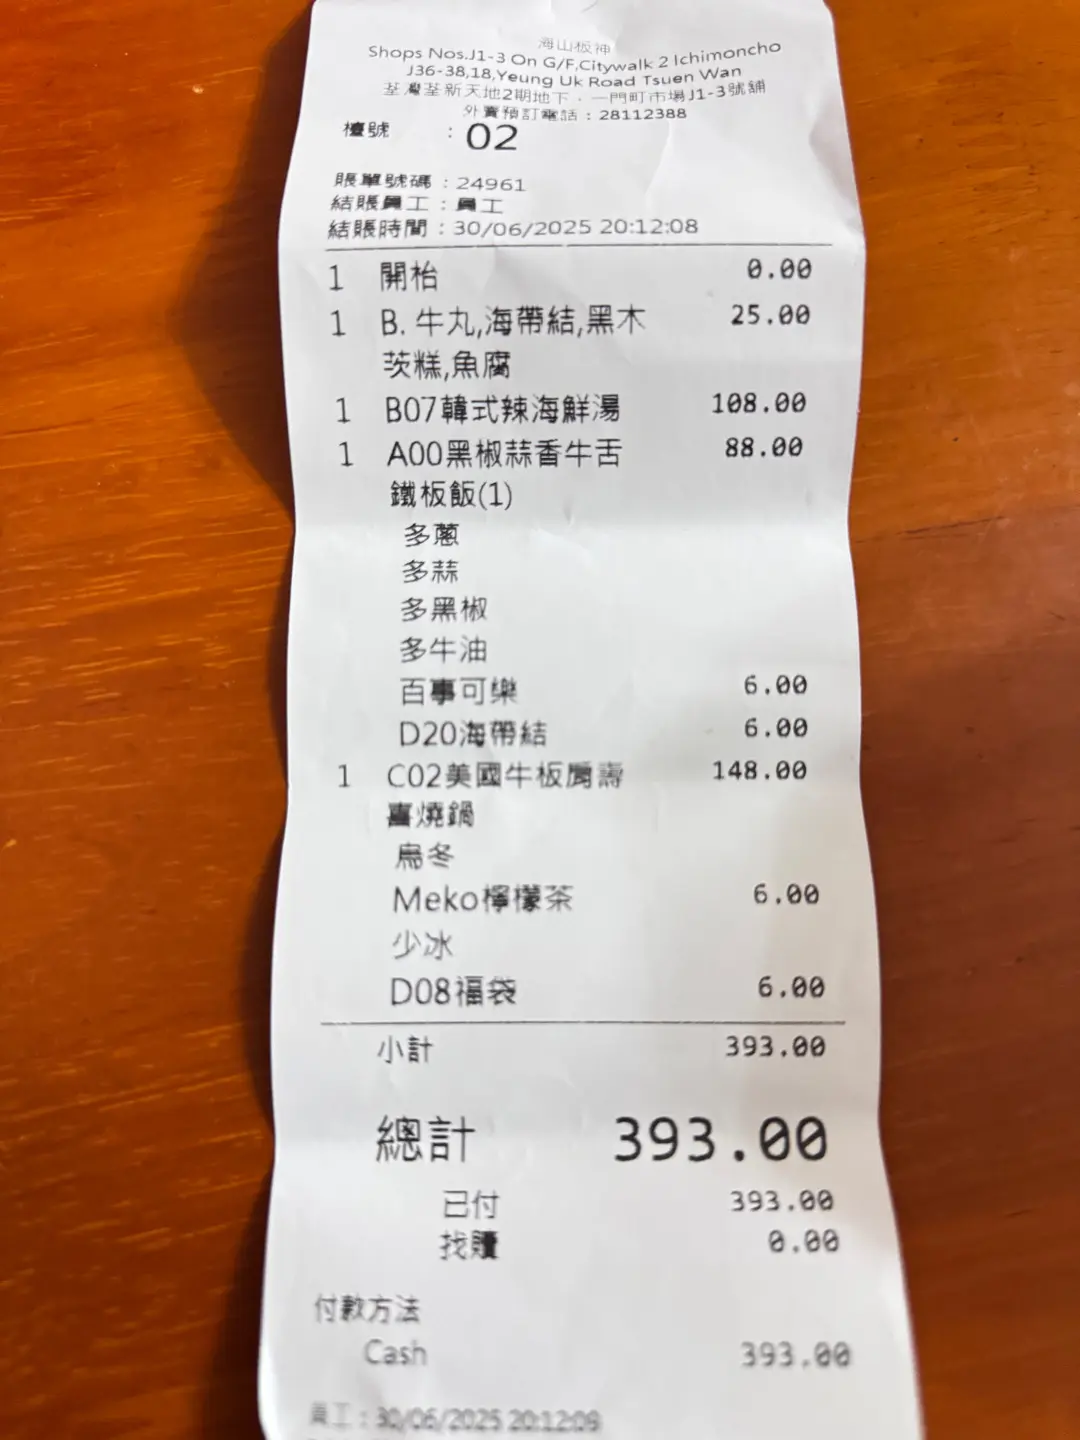 海山板神
Shops Nos.J1-3 On G/F,Citywalk 2 Ichimoncho
J36-38,18,Yeung Uk Road Tsuen Wan
荃灣荃新天地2期地下，一門町市場J1-3號舖
外賣預訂電話：28112388
檯號 ： 02
賬單號碼：24961
結賬員工：員工
結賬時間：30/06/2025 20:12:08
1 開枱 0.00
1 B. 牛丸,海帶結,黑木 25.00
茨糕,魚腐
1 B07韓式辣海鮮湯 108.00
1 A00黑椒蒜香牛舌 88.00
鐵板飯(1)
多蔥
多蒜
多黑椒
多牛油
百事可樂 6.00
D20海帶結 6.00
1 C02美國牛板肩壽 148.00
喜燒鍋
烏冬
Meko檸檬茶 6.00
少冰
D08福袋 6.00
小計 393.00
總計 393.00
已付 393.00
找贖 0.00
付款方法
Cash 393.00
員工：30/06/2025 20:12:09